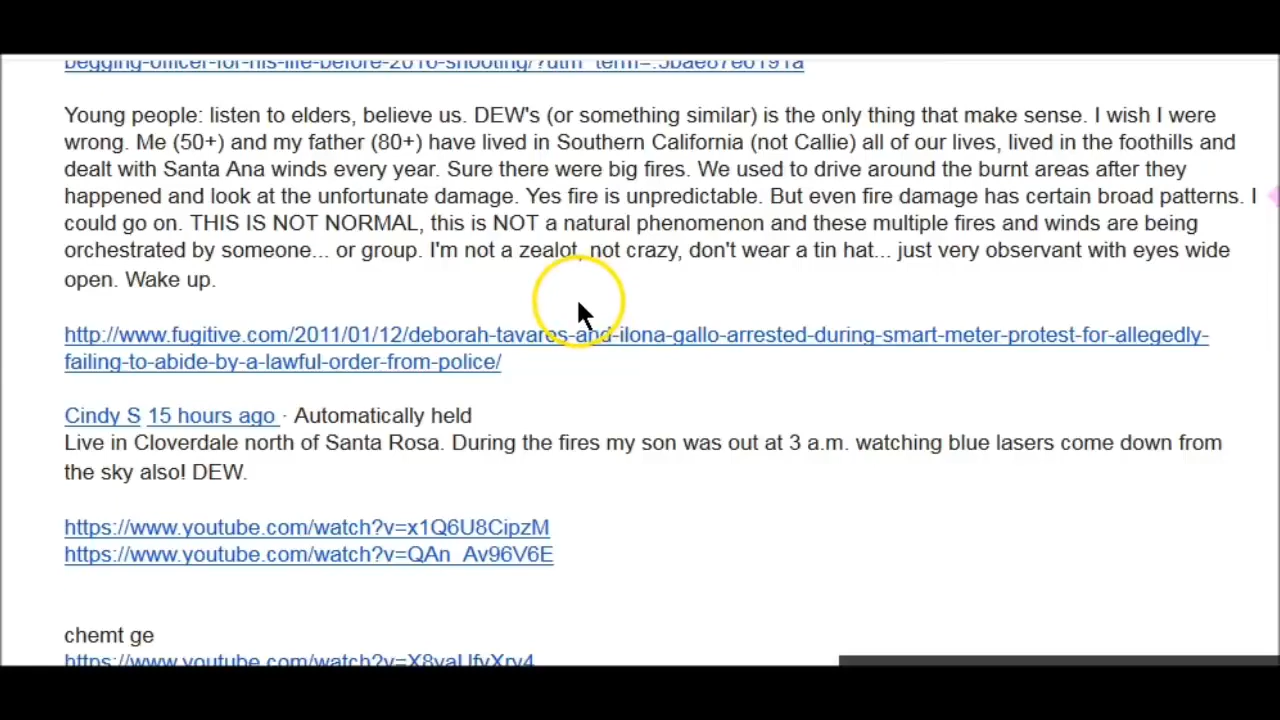 begging-officer-for-his-life-before-2016-shooting/?utm_term=.5bae87e6191a
Young people: listen to elders, believe us. DEW's (or something similar) is the only thing that make sense. I wish I were
wrong. Me (50+) and my father (80+) have lived in Southern California (not Callie) all of our lives, lived in the foothills and
dealt with Santa Ana winds every year. Sure there were big fires. We used to drive around the burnt areas after they
happened and look at the unfortunate damage. Yes fire is unpredictable. But even fire damage has certain broad patterns. I
could go on. THIS IS NOT NORMAL, this is NOT a natural phenomenon and these multiple fires and winds are being
orchestrated by someone... or group. I'm not a zealot, not crazy, don't wear a tin hat... just very observant with eyes wide
open. Wake up.
http://www.fugitive.com/2011/01/12/deborah-tavares-and-ilona-gallo-arrested-during-smart-meter-protest-for-allegedly-
failing-to-abide-by-a-lawful-order-from-police/
Cindy S 15 hours ago · Automatically held
Live in Cloverdale north of Santa Rosa. During the fires my son was out at 3 a.m. watching blue lasers come down from
the sky also! DEW.
https://www.youtube.com/watch?v=x1Q6U8CipzM
https://www.youtube.com/watch?v=QAn_Av96V6E
chemt ge